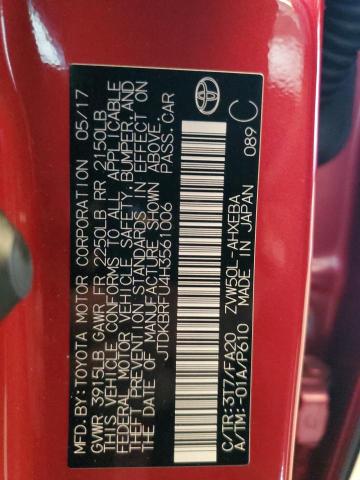 MFD. BY: TOYOTA MOTOR CORPORATION 05/17
GVWR 3915LB GAWR FR 2250LB RR 2150LB
THIS VEHICLE CONFORMS TO ALL APPLICABLE
FEDERAL MOTOR VEHICLE SAFETY, BUMPER, AND
THEFT PREVENTION STANDARDS IN EFFECT ON
THE DATE OF MANUFACTURE SHOWN ABOVE.
JTDKBRFU4H3561006 PASS. CAR
C/TR:3T7/FA20 ZVW50L-AHXEBA
A/TM:-01A/P610 MADE IN JAPAN
089 C